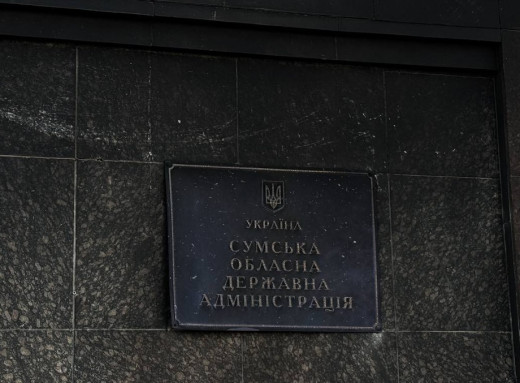 УКРАЇНА
СУМСЬКА
ОБЛАСНА
ДЕРЖАВНА
АДМІНІСТРАЦІЯ